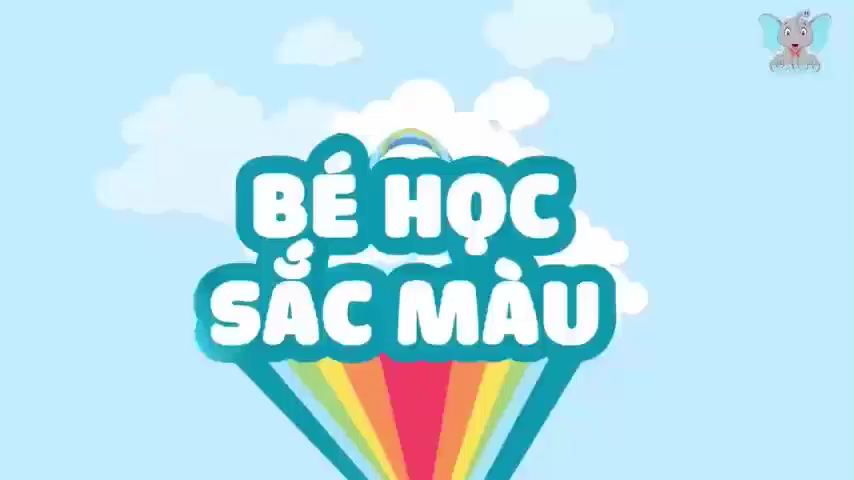 BÉ HỌC
SẮC MÀU